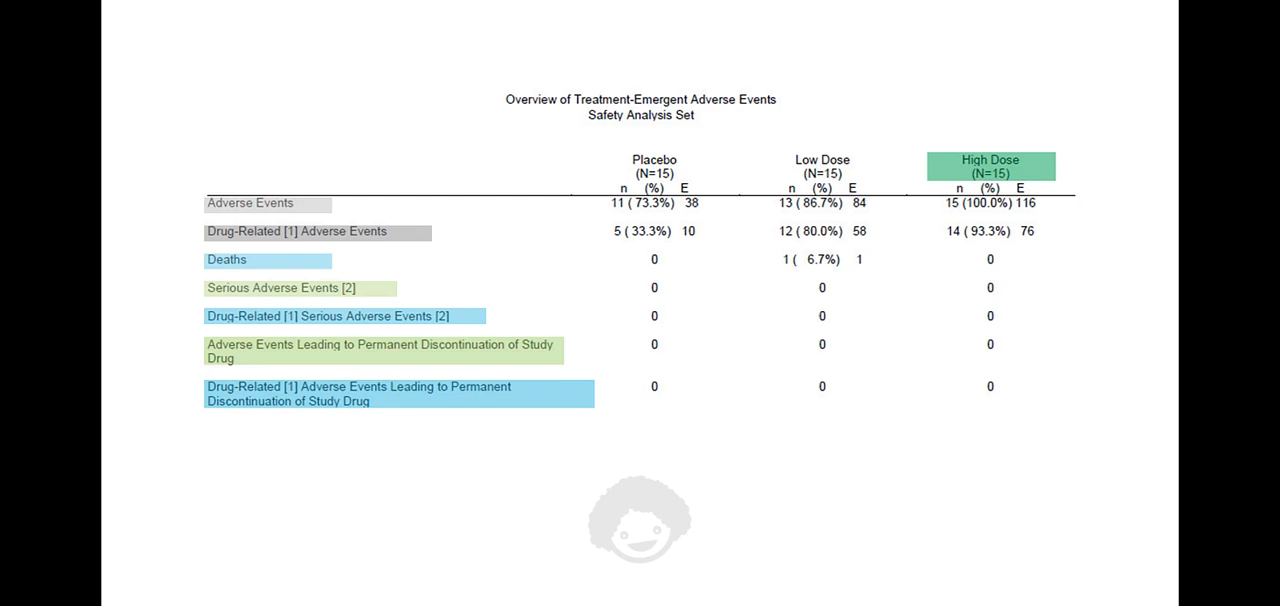 Overview of Treatment-Emergent Adverse Events
Safety Analysis Set
Placebo Low Dose High Dose
(N=15) (N=15) (N=15)
n (%) E n (%) E n (%) E
Adverse Events 11 ( 73.3%) 38 13 ( 86.7%) 84 15 (100.0%) 116
Drug-Related [1] Adverse Events 5 ( 33.3%) 10 12 ( 80.0%) 58 14 ( 93.3%) 76
Deaths 0 1 ( 6.7%) 1 0
Serious Adverse Events [2] 0 0 0
Drug-Related [1] Serious Adverse Events [2] 0 0 0
Adverse Events Leading to Permanent Discontinuation of Study 0 0 0
Drug
Drug-Related [1] Adverse Events Leading to Permanent 0 0 0
Discontinuation of Study Drug